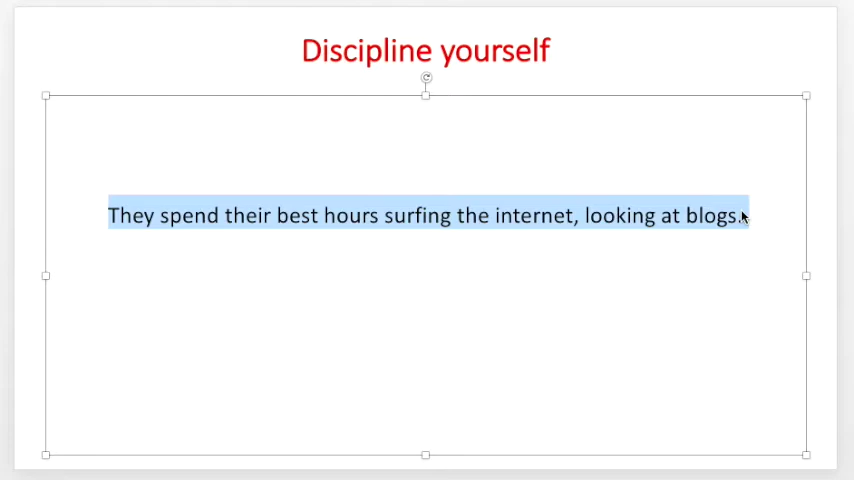 Discipline yourself
They spend their best hours surfing the internet, looking at blogs.